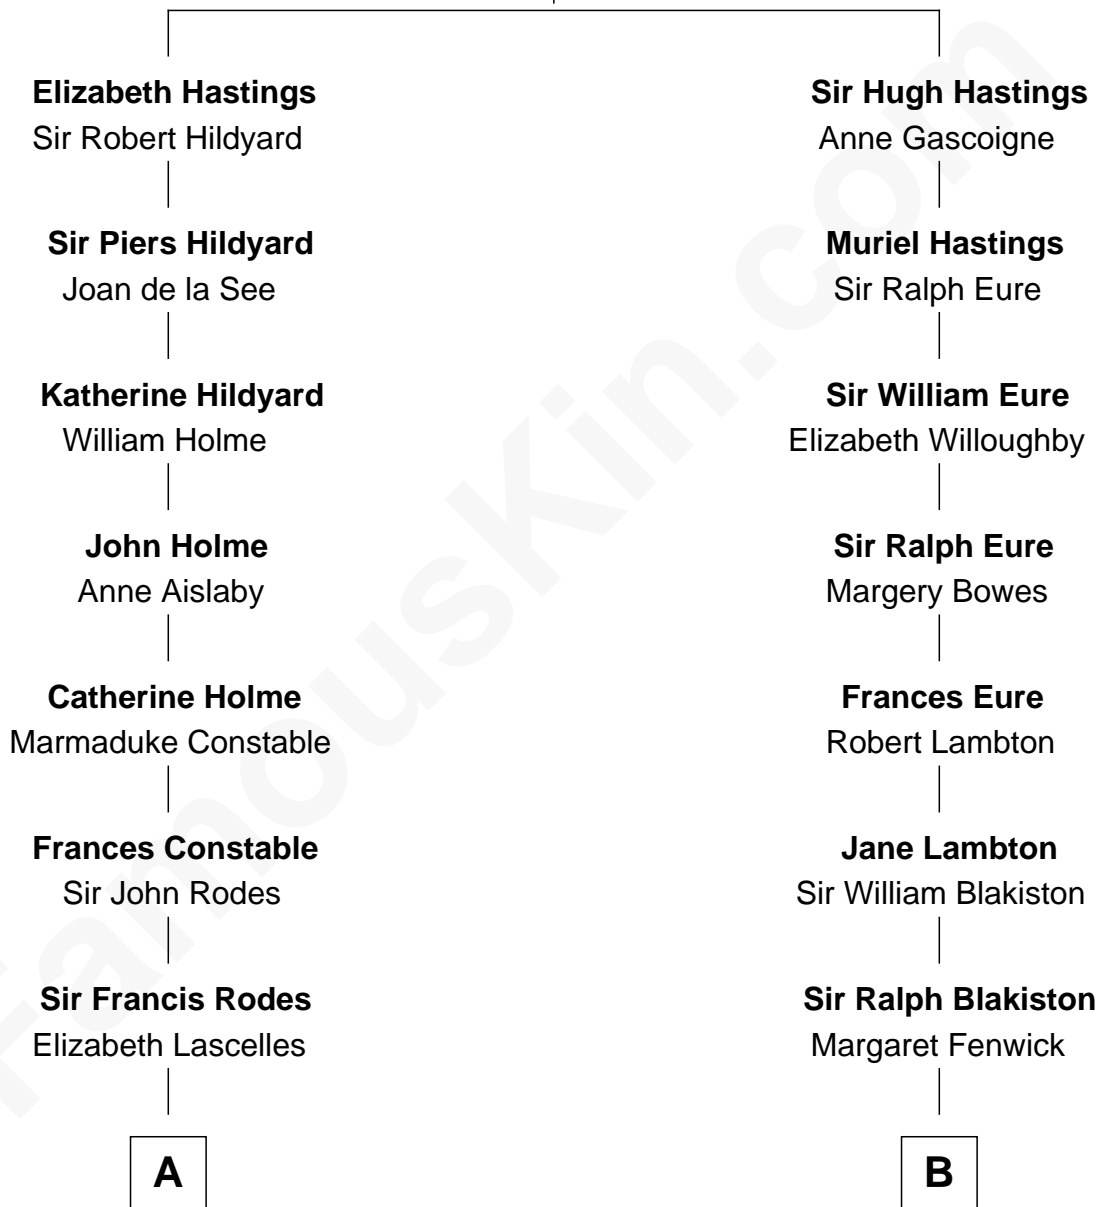 Elizabeth Hastings
Sir Robert Hildyard
Sir Piers Hildyard
Joan de la See
Katherine Hildyard
William Holme
John Holme
Anne Aislaby
Catherine Holme
Marmaduke Constable
Frances Constable
Sir John Rodes
Sir Francis Rodes
Elizabeth Lascelles
A
Sir Hugh Hastings
Anne Gascoigne
Muriel Hastings
Sir Ralph Eure
Sir William Eure
Elizabeth Willoughby
Sir Ralph Eure
Margery Bowes
Frances Eure
Robert Lambton
Jane Lambton
Sir William Blakiston
Sir Ralph Blakiston
Margaret Fenwick
B
FamousKin.com